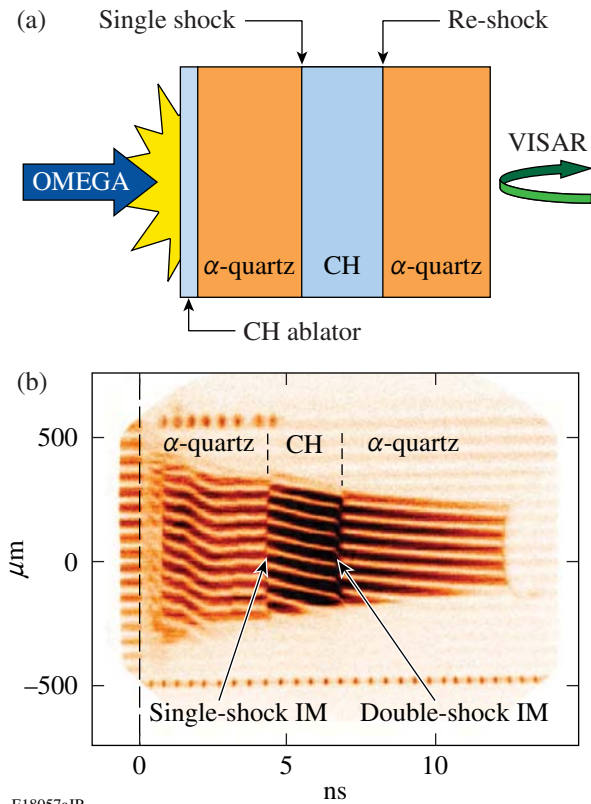 (a)
Single shock
Re-shock
VISAR
OMEGA
α-quartz
CH
α-quartz
CH ablator
(b)
α-quartz
CH
α-quartz
500
0
−500
μm
Single-shock IM
Double-shock IM
0
5
10
ns